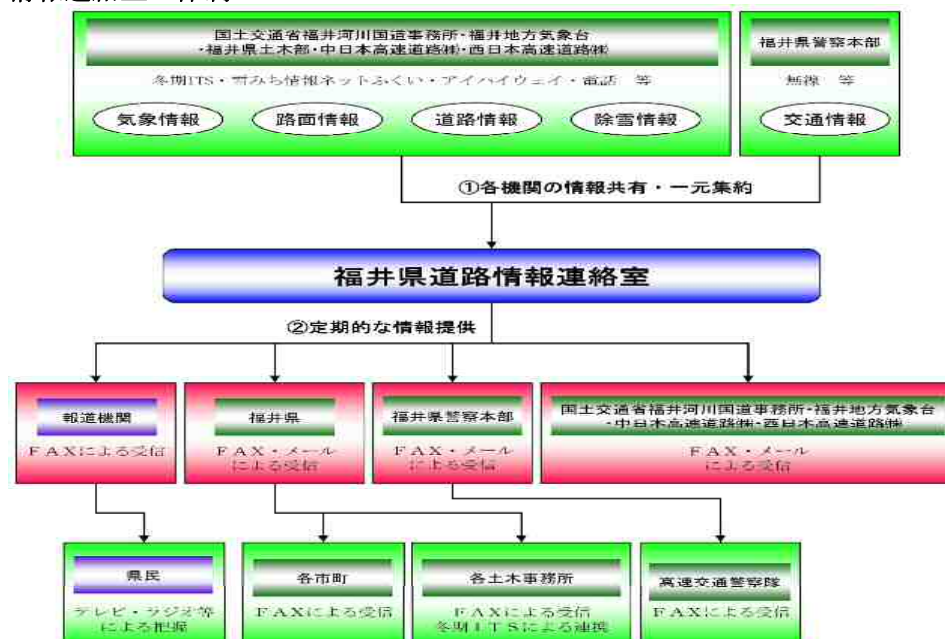 国土交通省福井河川国道事務所・福井地方気象台
・福井県土木部・中日本高速道路㈱・西日本高速道路㈱
冬期ITS・雪みち情報ネットふくい・アイハイウェイ・電話　等
気象情報
路面情報
道路情報
除雪情報
福井県警察本部
無線　等
交通情報
①各機関の情報共有・一元集約
福井県道路情報連絡室
②定期的な情報提供
報道機関
FAXによる受信
福井県
FAX・メール
による受信
福井県警察本部
FAX・メール
による受信
国土交通省福井河川国道事務所・福井地方気象台
・中日本高速道路㈱・西日本高速道路㈱
FAX・メール
による受信
県民
テレビ・ラジオ等
による把握
各市町
FAXによる受信
各土木事務所
FAXによる受信
冬期ITSによる連携
高速交通警察隊
FAXによる受信